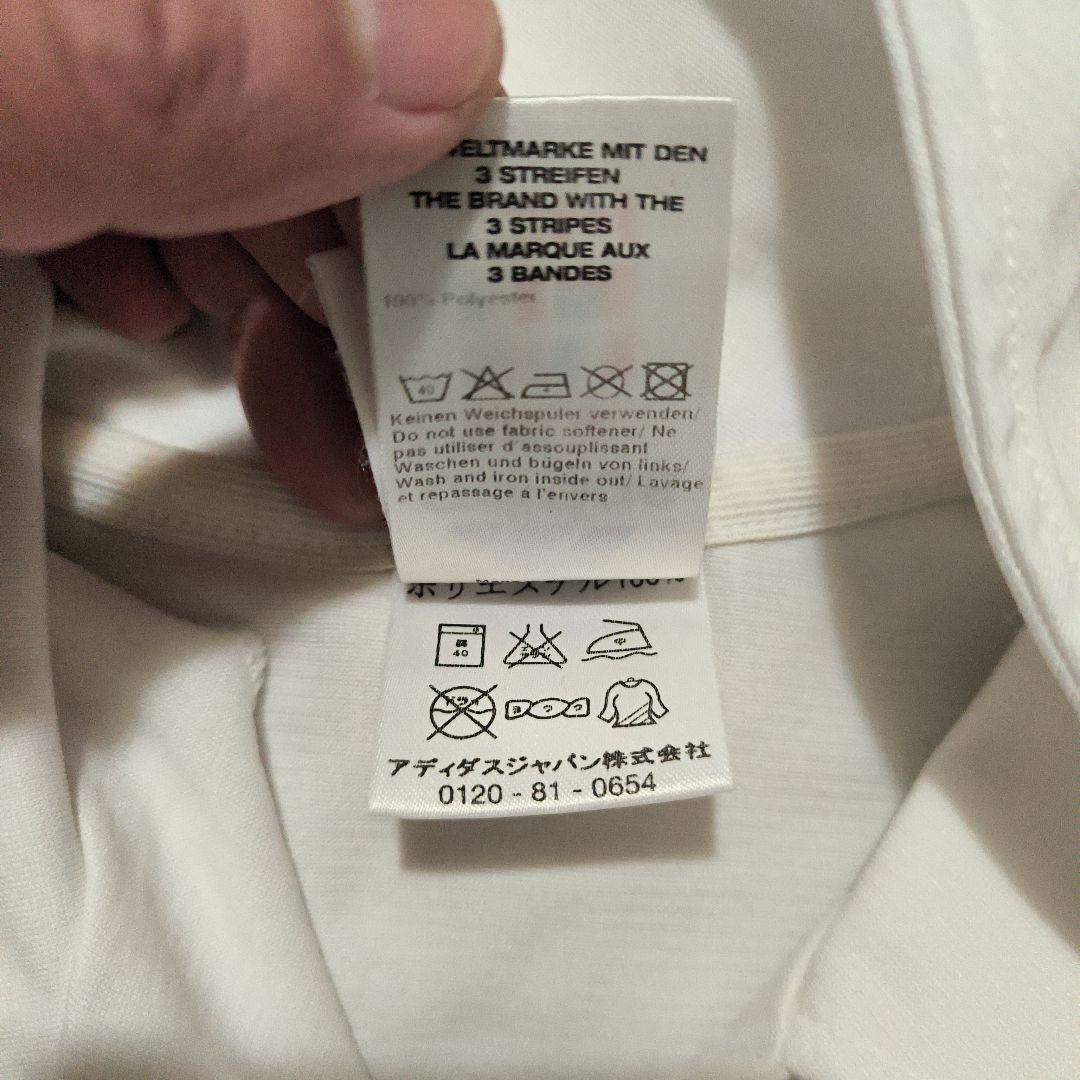 ELTMARKE MIT DEN
3 STREIFEN
THE BRAND WITH THE
3 STRIPES
LA MARQUE AUX
3 BANDES
100% Polyester
40
Keinen Weichspuler verwenden/
Do not use fabric softener/ Ne
pas utiliser d'assouplissant
Waschen und bügeln von links/
Wash and iron inside out/ Lavage
et repassage a l'envers
ポリエステル100%
弱
40
中
アディダスジャパン株式会社
0120-81-0654